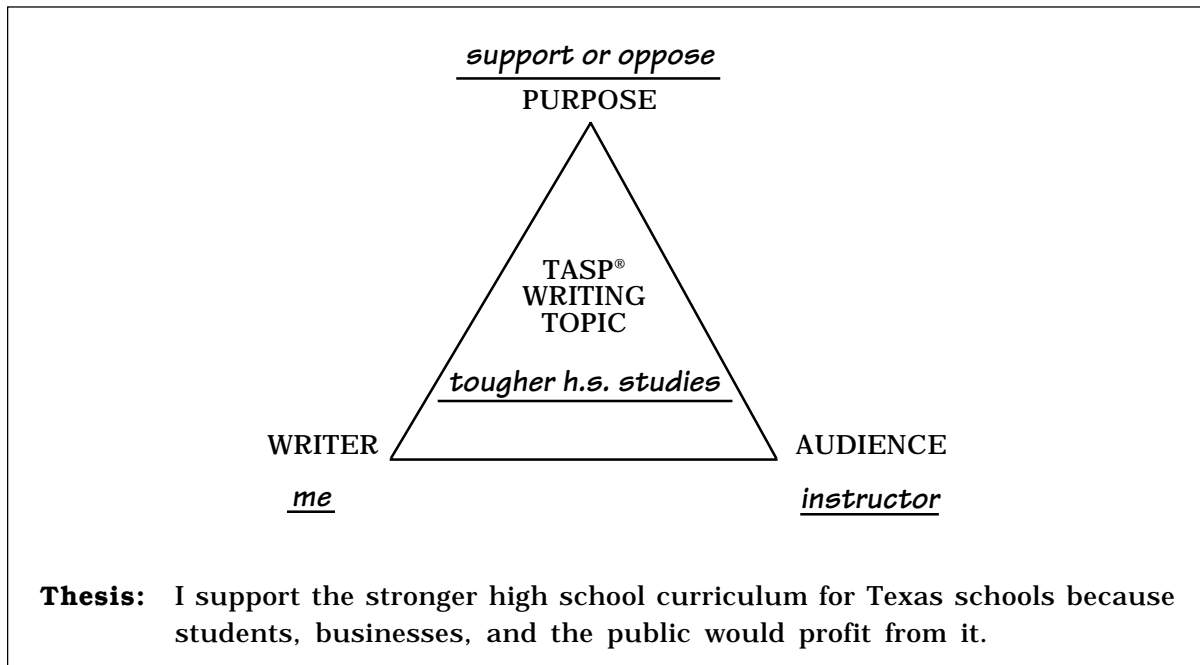 support or oppose
PURPOSE
TASP®
WRITING
TOPIC
tougher h.s. studies
WRITER
AUDIENCE
me
instructor
Thesis: I support the stronger high school curriculum for Texas schools because
students, businesses, and the public would profit from it.